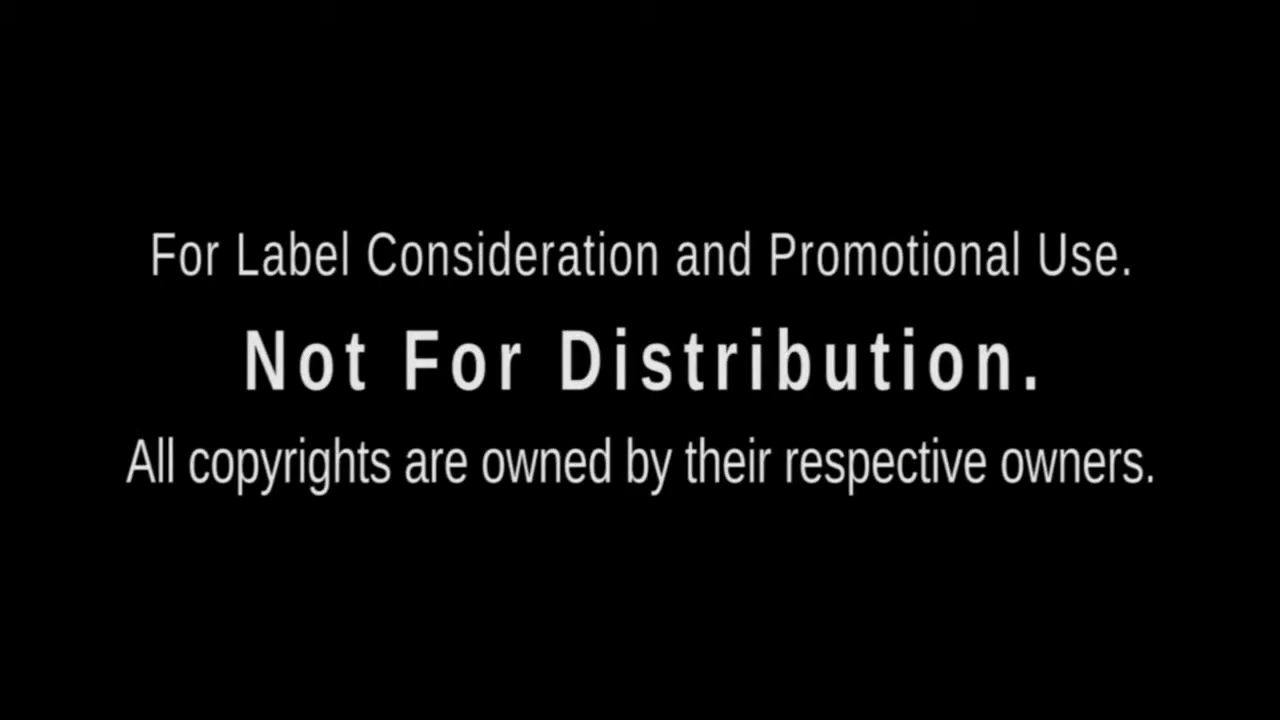 For Label Consideration and Promotional Use.
Not For Distribution.
All copyrights are owned by their respective owners.